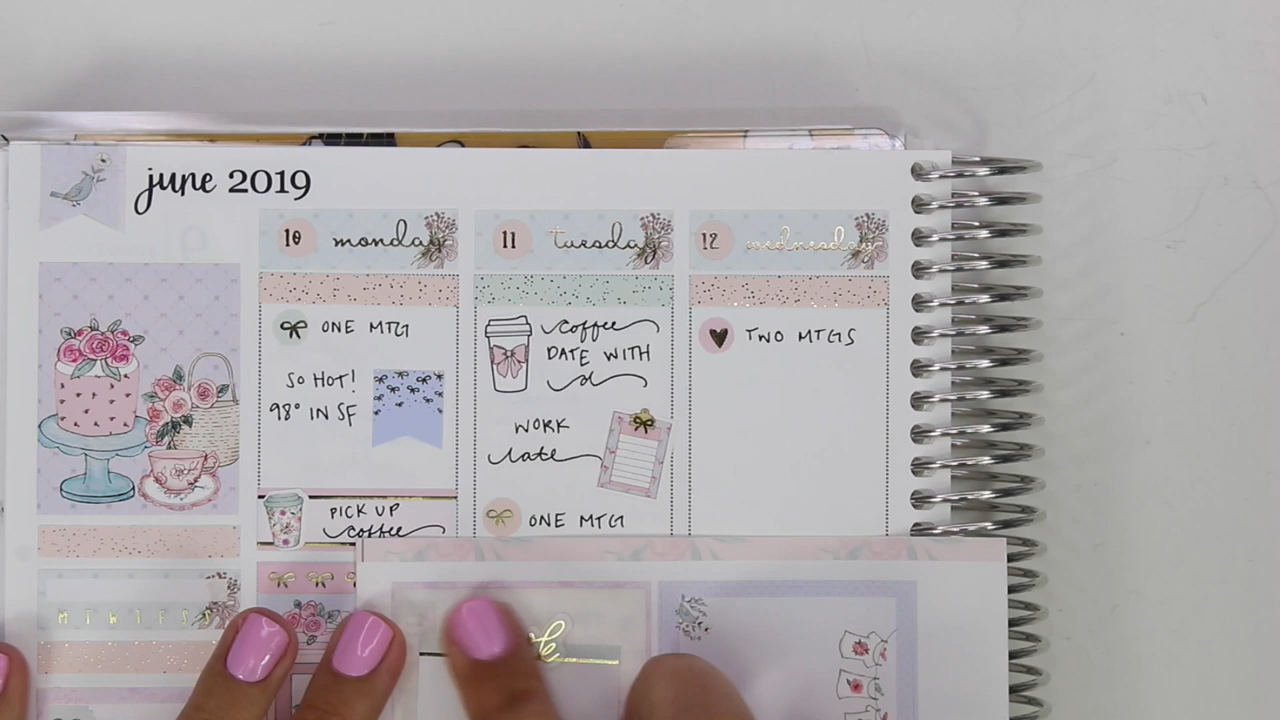 june 2019
10 monday
11 tuesday
12 wednesday
ONE MTG
SO HOT!
98° IN SF
PICK UP
coffee
coffee
DATE WITH
WORK
late
ONE MTG
TWO MTGS
M T W T F S S